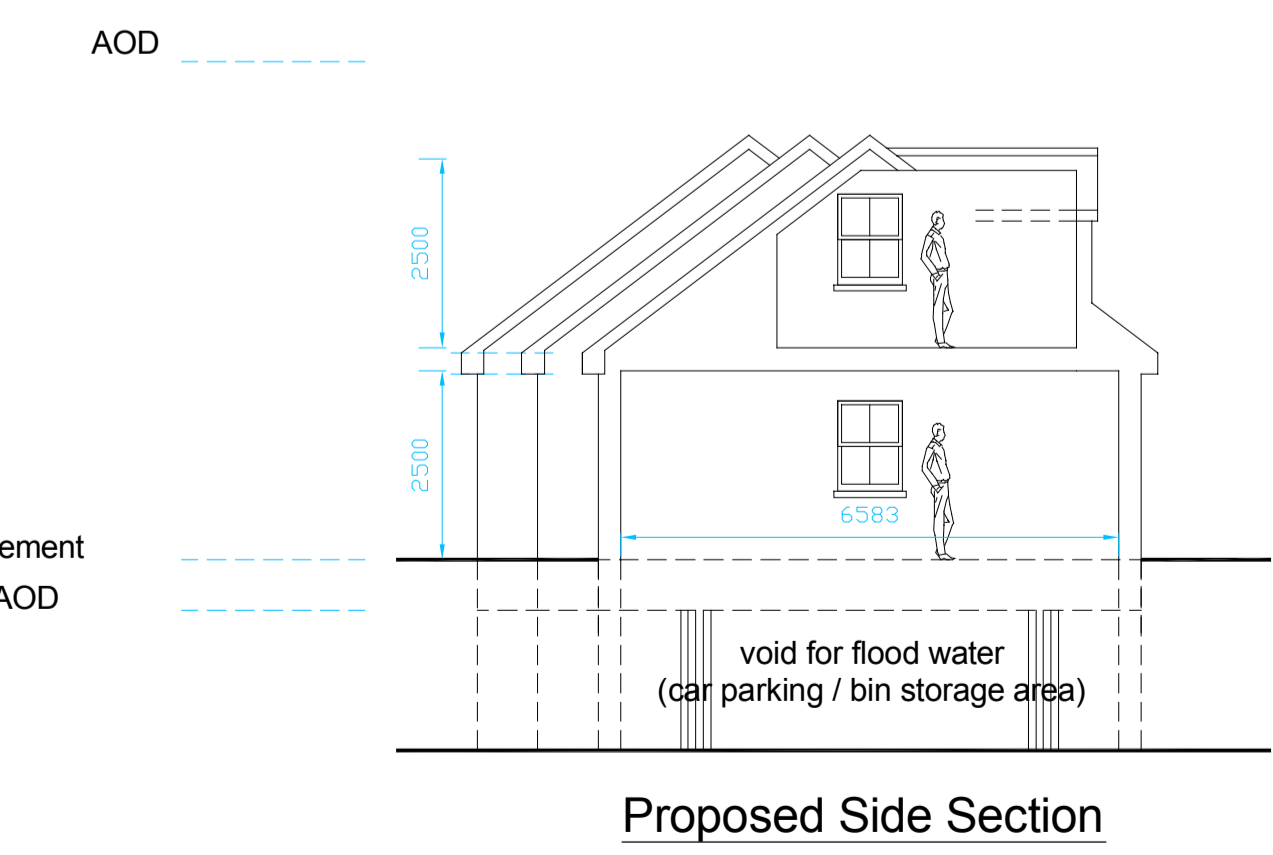 AOD
2500
2500
6583
ement
AOD
void for flood water
(car parking / bin storage area)
Proposed Side Section